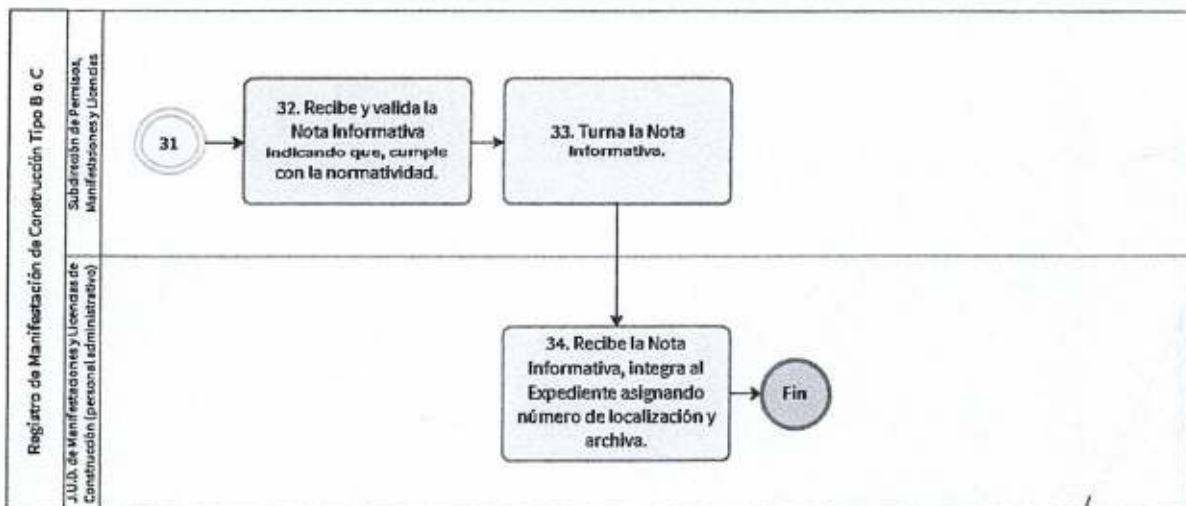 Registro de Manifestación de Construcción Tipo B o C
Subdirección de Permisos,
Manifestaciones y Licencias
31
32. Recibe y valida la
Nota Informativa
indicando que, cumple
con la normatividad.
33. Turna la Nota
Informativa.
J.U.D. de Manifestaciones y Licencias de
Construcción (personal administrativo)
34. Recibe la Nota
Informativa, integra al
Expediente asignando
número de localización y
archiva.
Fin